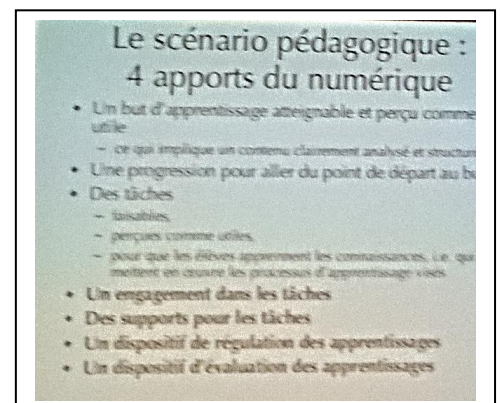 Le scénario pédagogique :
4 apports du numérique
• Un but d'apprentissage atteignable et perçu comme
utile
– ce qui implique un contenu clairement analysé et structur
• Une progression pour aller du point de départ au b
• Des tâches
– faisables,
– perçues comme utiles,
– pour que les élèves apprennent les connaissances, i.e. qu
mettent en œuvre les processus d'apprentissage visés
• Un engagement dans les tâches
• Des supports pour les tâches
• Un dispositif de régulation des apprentissages
• Un dispositif d'évaluation des apprentissages